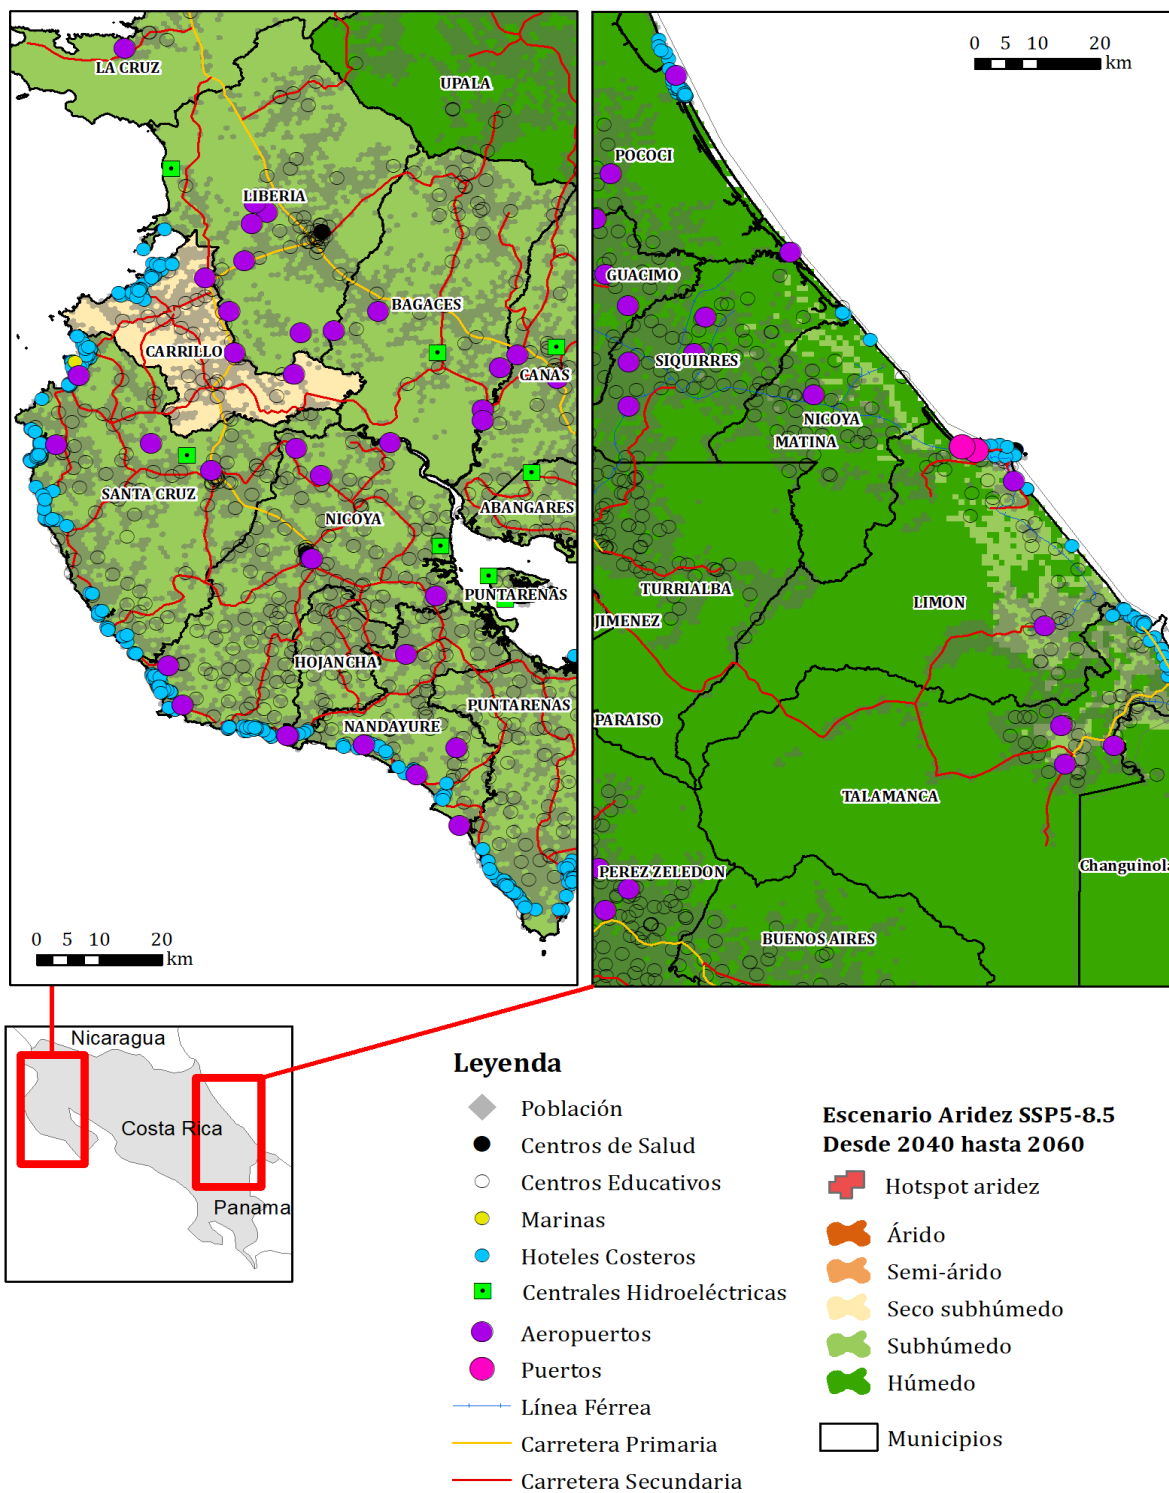 LA CRUZ
UPALA
LIBERIA
BAGACES
CARRILLO
CANAS
SANTA CRUZ
NICOYA
ABANGARES
PUNTARENAS
HOJANCHA
PUNTARENAS
NANDAYURE
0 5 10 20
km
0 5 10 20
km
POCOCI
GUACIMO
SIQUIRRES
NICOYA
MATINA
TURRIALBA
LIMON
JIMENEZ
PARAISO
TALAMANCA
PEREZ ZELEDON
Changuinola
BUENOS AIRES
Nicaragua
Costa Rica
Panama
Leyenda
Población
Centros de Salud
Centros Educativos
Marinas
Hoteles Costeros
Centrales Hidroeléctricas
Aeropuertos
Puertos
Línea Férrea
Carretera Primaria
Carretera Secundaria
Escenario Aridez SSP5-8.5
Desde 2040 hasta 2060
Hotspot aridez
Árido
Semi-árido
Seco subhúmedo
Subhúmedo
Húmedo
Municipios